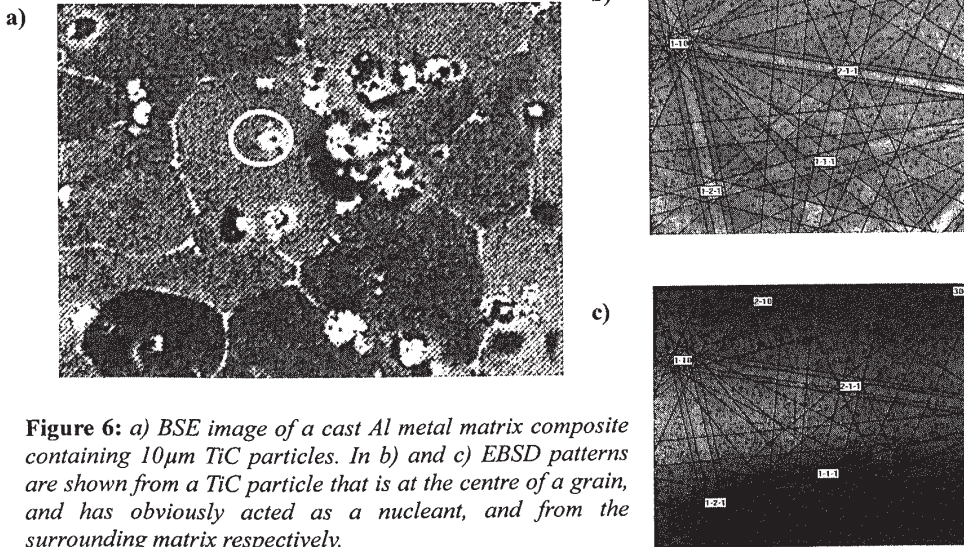 a)
1-10
2-1-1
1-1-1
1-2-1
c)
2-10
30
1-10
2-1-1
1-1-1
1-2-1
Figure 6: a) BSE image of a cast Al metal matrix composite
containing 10µm TiC particles. In b) and c) EBSD patterns
are shown from a TiC particle that is at the centre of a grain,
and has obviously acted as a nucleant, and from the
surrounding matrix respectively.